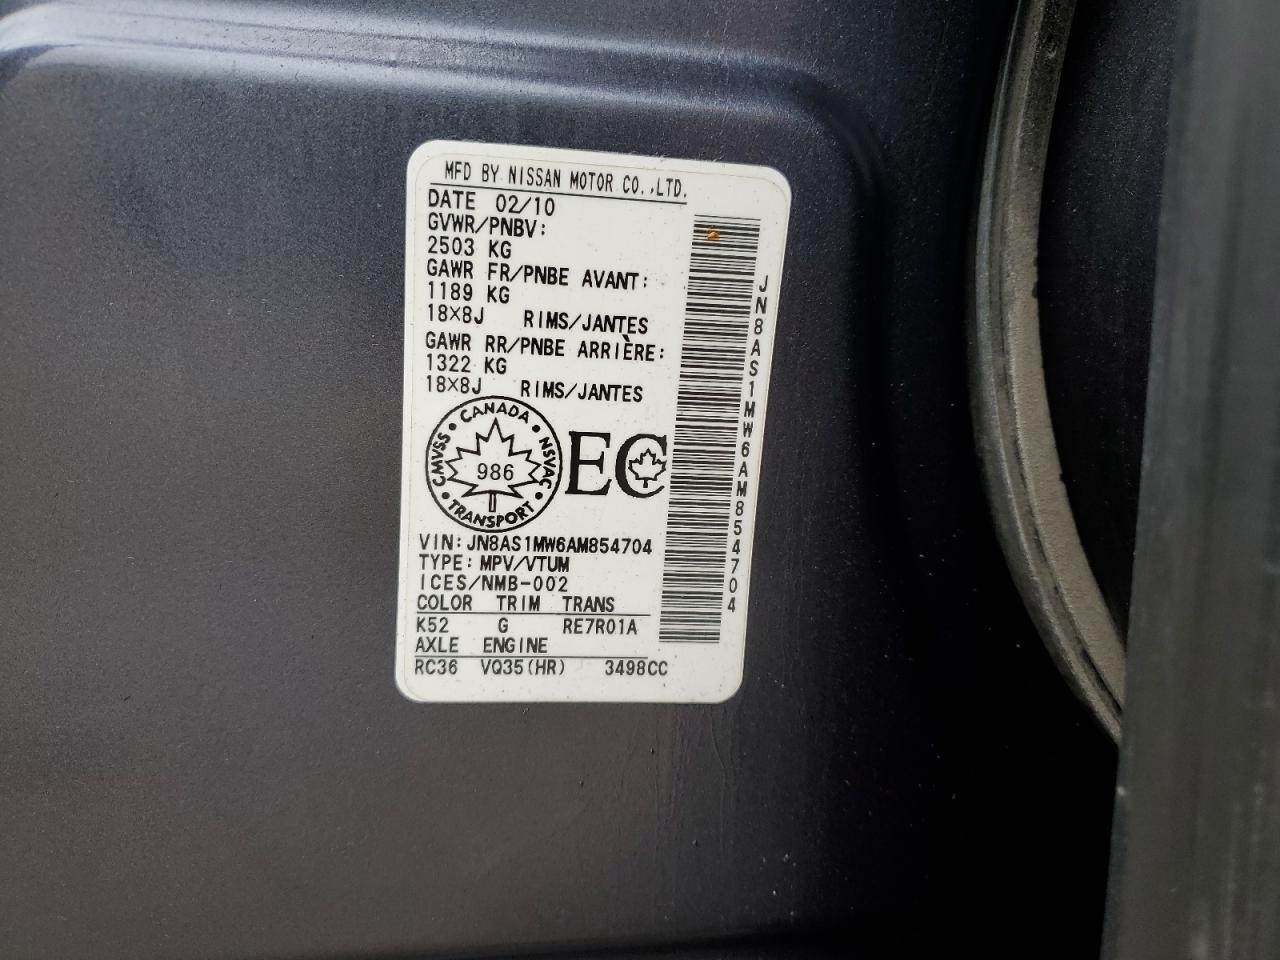 MFD BY NISSAN MOTOR CO.,LTD.
DATE 02/10
GVWR/PNBV:
2503 KG
GAWR FR/PNBE AVANT:
1189 KG
18×8J RIMS/JANTES
GAWR RR/PNBE ARRIÈRE:
1322 KG
18×8J RIMS/JANTES
CANADA
CMVSS • NSVAC
986
TRANSPORT
EC
VIN:JN8AS1MW6AM854704
TYPE:MPV/VTUM
ICES/NMB-002
COLOR TRIM TRANS
K52 G RE7R01A
AXLE ENGINE
RC36 VQ35(HR) 3498CC
JN8AS1MW6AM854704